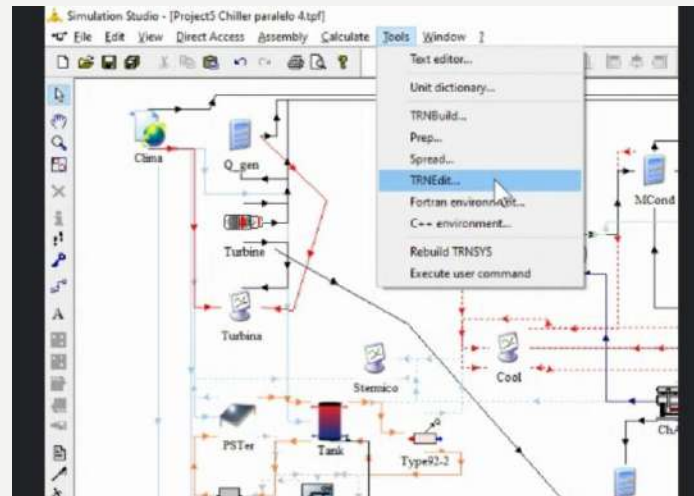 Simulation Studio - [Project5 Chiller paralelo 4.tpf]
File Edit View Direct Access Assembly Calculate Tools Window ?
Text editor...
Unit dictionary...
TRNBuild...
Prep...
Spread...
TRNEdit...
Fortran environment...
C++ environment...
Rebuild TRNSYS
Execute user command
Clima
Q_gen
MCond
Turbine
Turbina
Stermico
Cool
PSTer
Tank
Type92-2